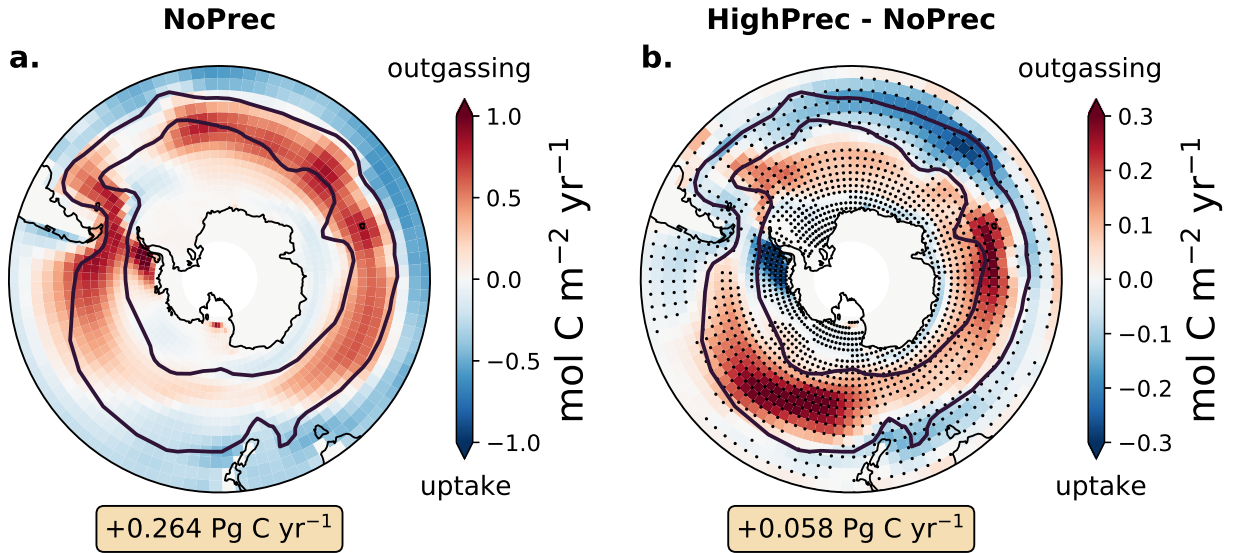 NoPrec
HighPrec - NoPrec
a.
outgassing
1.0
0.5
0.0
−0.5
−1.0
mol C m⁻² yr⁻¹
uptake
+0.264 Pg C yr⁻¹
b.
outgassing
0.3
0.2
0.1
0.0
−0.1
−0.2
−0.3
mol C m⁻² yr⁻¹
uptake
+0.058 Pg C yr⁻¹